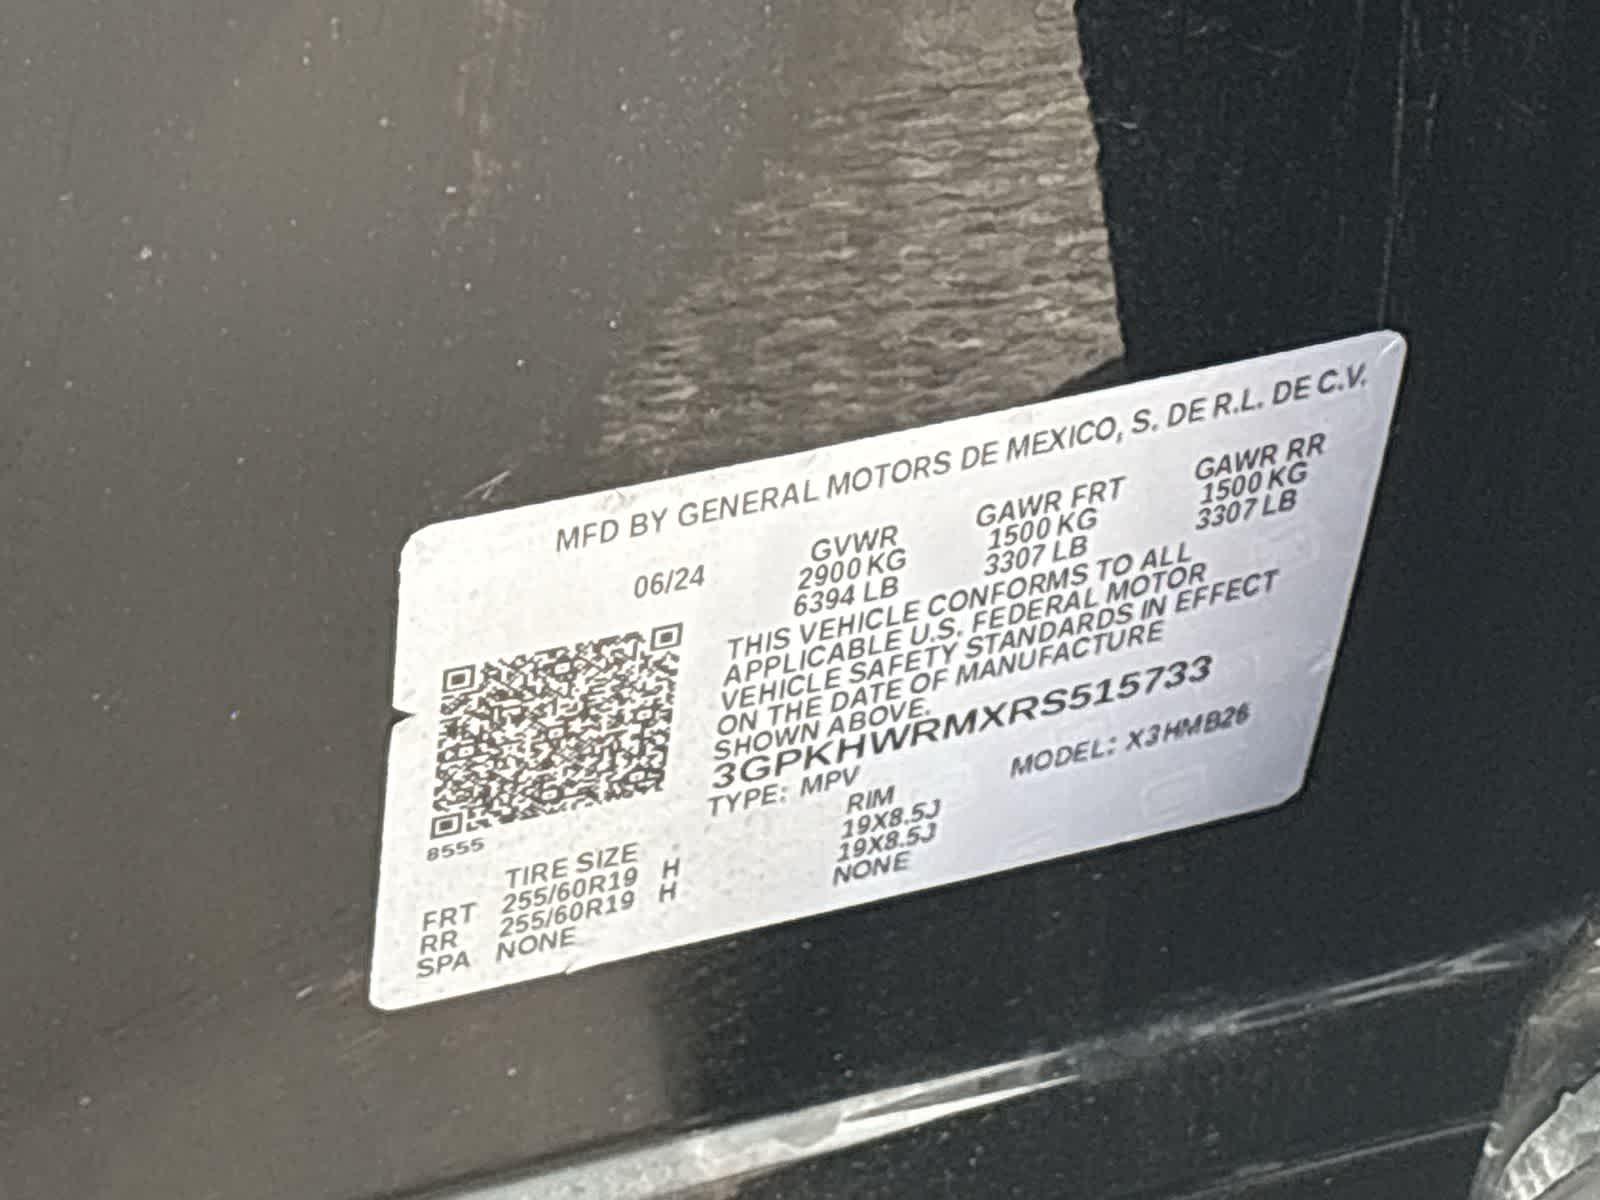 MFD BY GENERAL MOTORS DE MEXICO, S. DE R.L. DE C.V.
06/24 GVWR GAWR FRT GAWR RR
2900 KG 1500 KG 1500 KG
6394 LB 3307 LB 3307 LB
THIS VEHICLE CONFORMS TO ALL
APPLICABLE U.S. FEDERAL MOTOR
VEHICLE SAFETY STANDARDS IN EFFECT
ON THE DATE OF MANUFACTURE
SHOWN ABOVE.
3GPKHWRMXRS515733
TYPE: MPV MODEL: X3HMB26
8555
TIRE SIZE RIM
FRT 255/60R19 H 19X8.5J
RR 255/60R19 H 19X8.5J
SPA NONE NONE